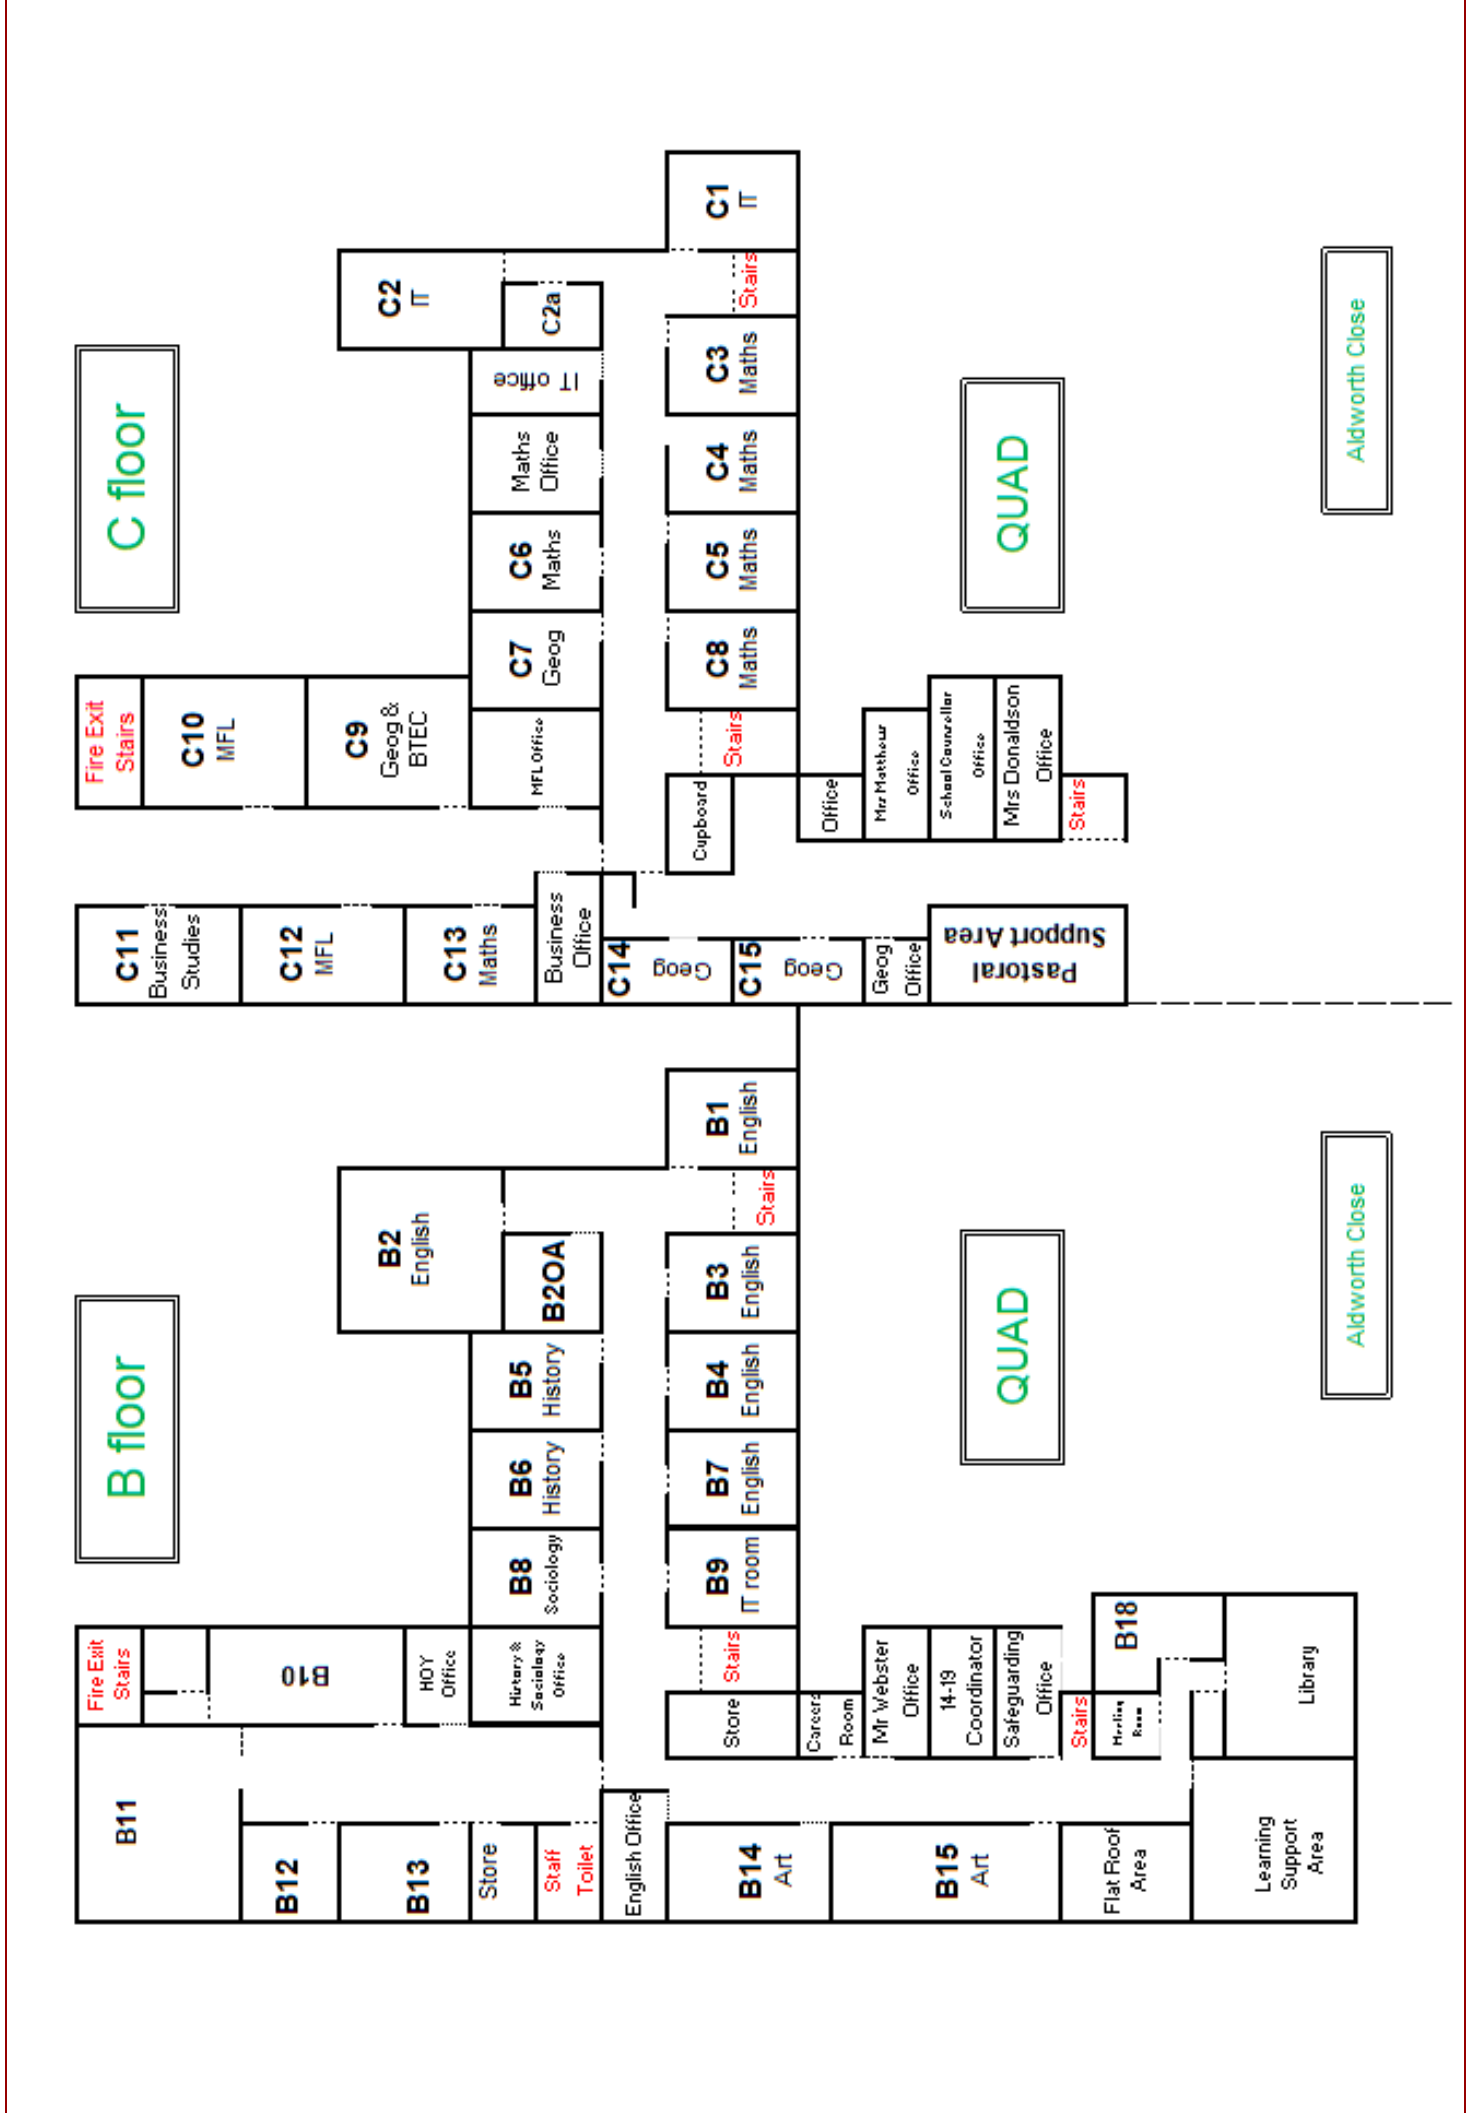 B floor
Fire Exit
Stairs
B11
B10
B12
HOY
Office
B13
B2
English
Store
History &
Sociology
Office
B8
Sociology
B6
History
B5
History
B2OA
Staff
Toilet
English Office
Store
Stairs
B9
IT room
B7
English
B4
English
B3
English
Stairs
B1
English
B14
Art
Careers
Room
Mr Webster
Office
B15
Art
14-19
Coordinator
Safeguarding
Office
QUAD
Stairs
Flat Roof
Area
Meeting
Room
B18
Learning
Support
Area
Library
Aldworth Close
C floor
Fire Exit
Stairs
C11
Business
Studies
C10
MFL
C12
MFL
C9
Geog &
BTEC
C2
IT
C13
Maths
MFL Office
C7
Geog
C6
Maths
Maths
Office
IT office
C2a
Business
Office
C14
Geog
Cupboard
Stairs
C8
Maths
C5
Maths
C4
Maths
C3
Maths
Stairs
C1
IT
C15
Geog
Office
Geog
Office
Mrs Matthews
Office
School Counsellor
Office
Pastoral
Support Area
Mrs Donaldson
Office
QUAD
Stairs
Aldworth Close